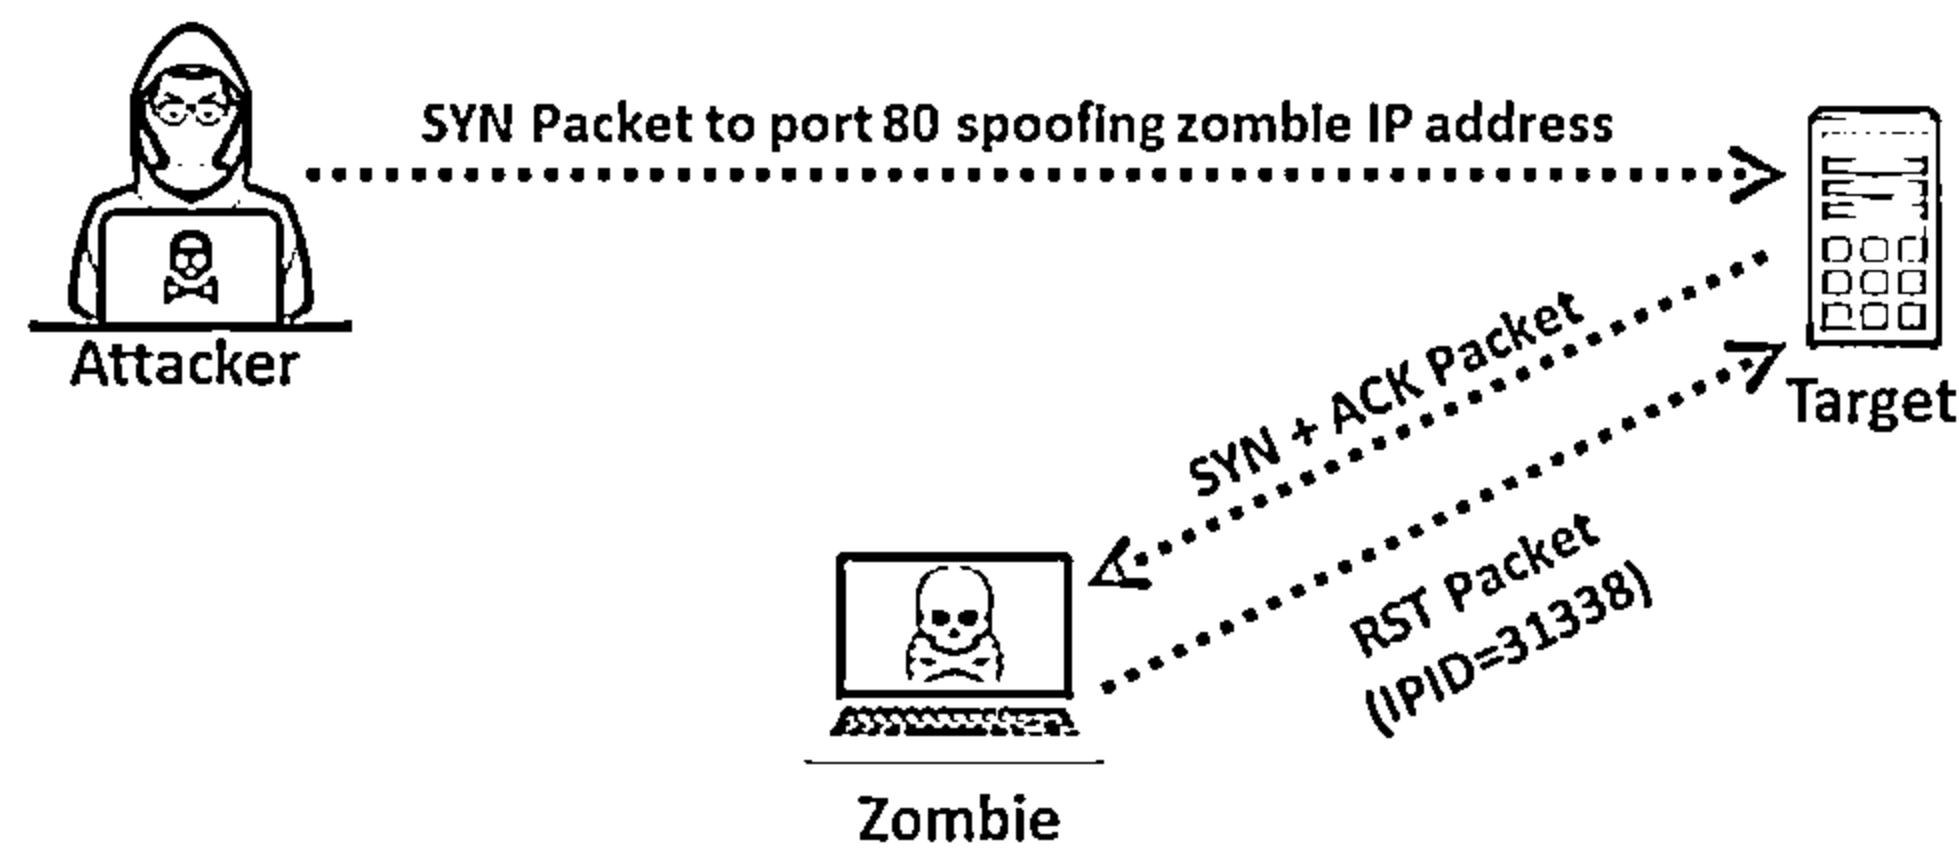 SYN Packet to port 80 spoofing zombie IP address
Attacker
SYN + ACK Packet
Target
RST Packet
(IPID=31338)
Zombie